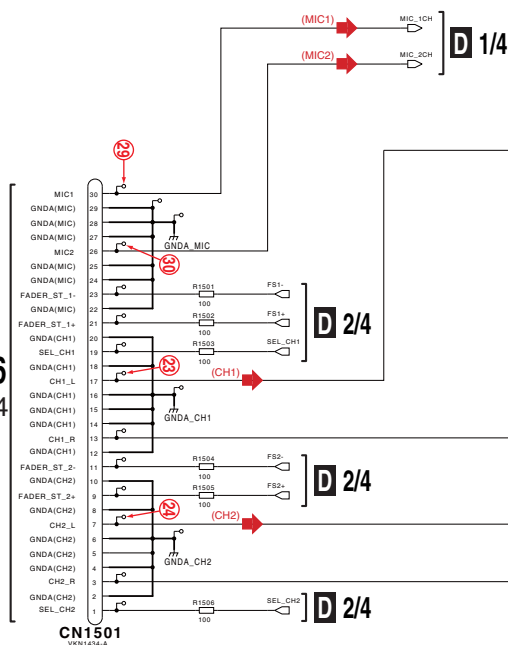 (MIC1) MIC_1CH
D 1/4
(MIC2) MIC_2CH
29
MIC1 30
GNDA(MIC) 29
GNDA(MIC) 28
GNDA(MIC) 27
GNDA_MIC
MIC2 26
30
GNDA(MIC) 25
GNDA(MIC) 24
FADER_ST_1- 23 R1501 100 FS1-
GNDA(MIC) 22
FADER_ST_1+ 21 R1502 100 FS1+
D 2/4
GNDA(CH1) 20
SEL_CH1 19 R1503 100 SEL_CH1
GNDA(CH1) 18
23
CH1_L 17 (CH1)
6
4
GNDA(CH1) 16
GNDA(CH1) 15
GNDA_CH1
GNDA(CH1) 14
CH1_R 13
GNDA(CH1) 12
FADER_ST_2- 11 R1504 100 FS2-
D 2/4
GNDA(CH2) 10
FADER_ST_2+ 9 R1505 100 FS2+
GNDA(CH2) 8
24
CH2_L 7 (CH2)
GNDA(CH2) 6
GNDA(CH2) 5
GNDA_CH2
GNDA(CH2) 4
CH2_R 3
GNDA(CH2) 2
SEL_CH2 1 R1506 100 SEL_CH2
D 2/4
CN1501
VKN1434-A